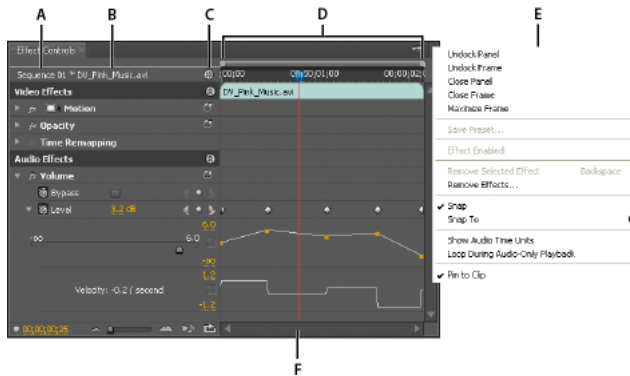 A B C D E
Effect Controls
Sequence 01 * DV_Pink_Music.avi
;00;00 00;00;01;00 00;00;02;0
Video Effects
DV_Pink_Music.avi
fx Motion
fx Opacity
Time Remapping
Audio Effects
fx Volume
Bypass
Level 3.2 dB
6.0
-∞ 6.0
-∞
1.2
Velocity: -0.2 / second
-1.2
00;00;00;25
F
Undock Panel
Undock Frame
Close Panel
Close Frame
Maximize Frame
Save Preset...
Effect Enabled
Remove Selected Effect Backspace
Remove Effects...
Snap
Snap To
Show Audio Time Units
Loop During Audio-Only Playback
Pin to Clip